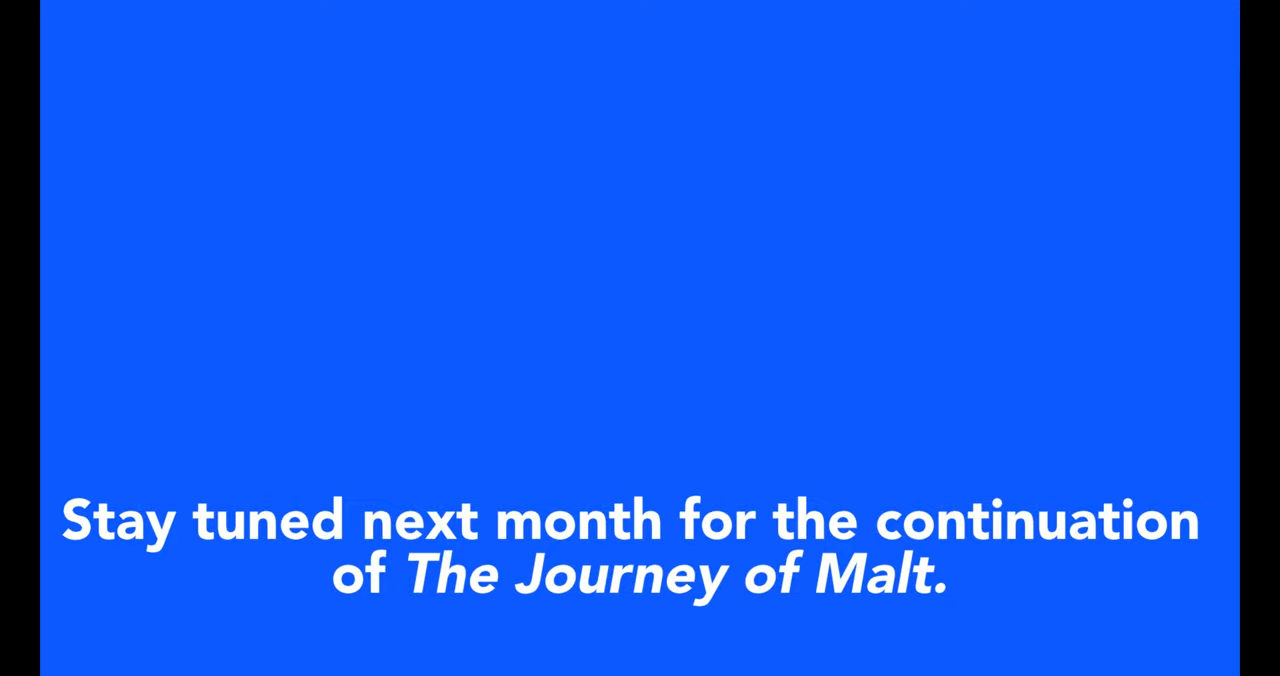 Stay tuned next month for the continuation
of The Journey of Malt.